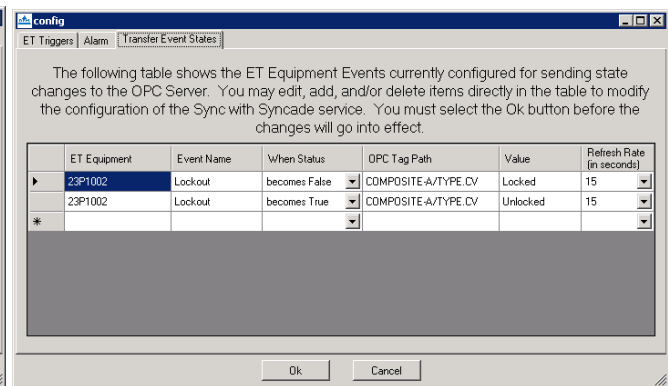 config
ET Triggers Alarm Transfer Event States
The following table shows the ET Equipment Events currently configured for sending state
changes to the OPC Server. You may edit, add, and/or delete items directly in the table to modify
the configuration of the Sync with Syncade service. You must select the Ok button before the
changes will go into effect.
ET Equipment Event Name When Status OPC Tag Path Value Refresh Rate
(in seconds)
23P1002 Lockout becomes False COMPOSITE-A/TYPE.CV Locked 15
23P1002 Lockout becomes True COMPOSITE-A/TYPE.CV Unlocked 15
Ok Cancel